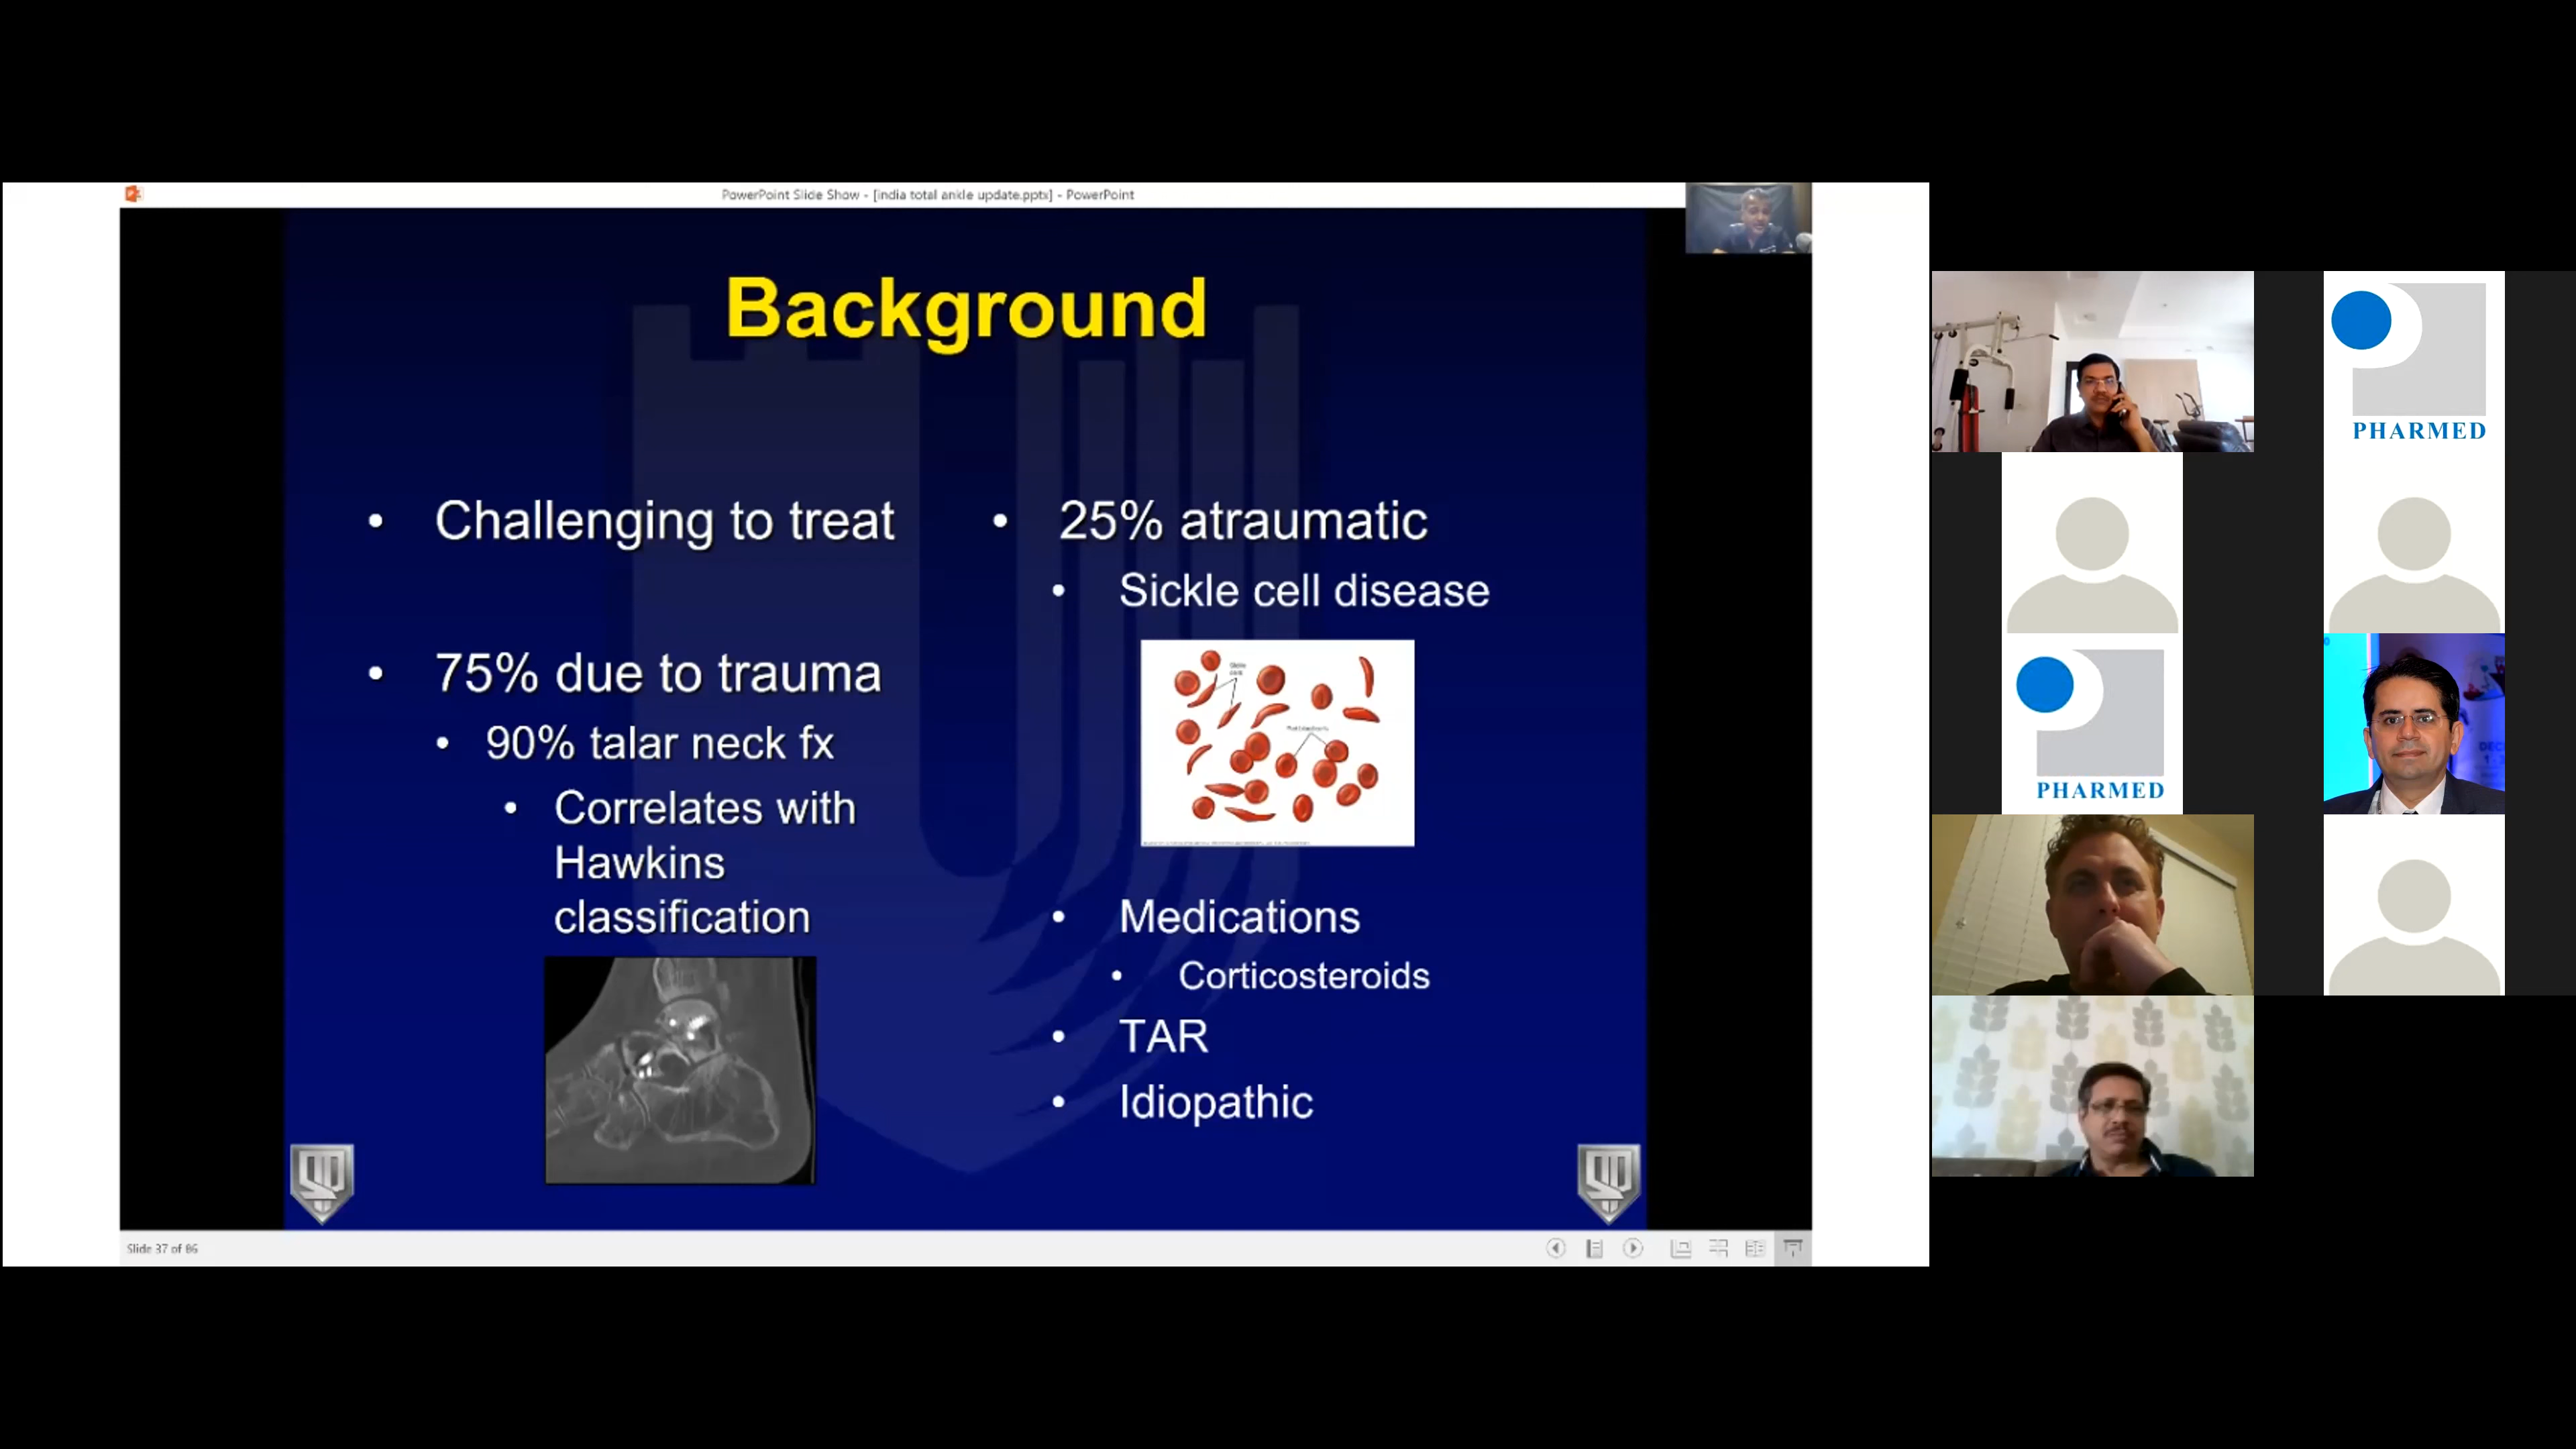 PowerPoint Slide Show - [india total ankle update.pptx] - PowerPoint
Background
• Challenging to treat
• 75% due to trauma
• 90% talar neck fx
• Correlates with
Hawkins
classification
• 25% atraumatic
• Sickle cell disease
• Medications
• Corticosteroids
• TAR
• Idiopathic
Slide 37 of 86
PHARMED
PHARMED